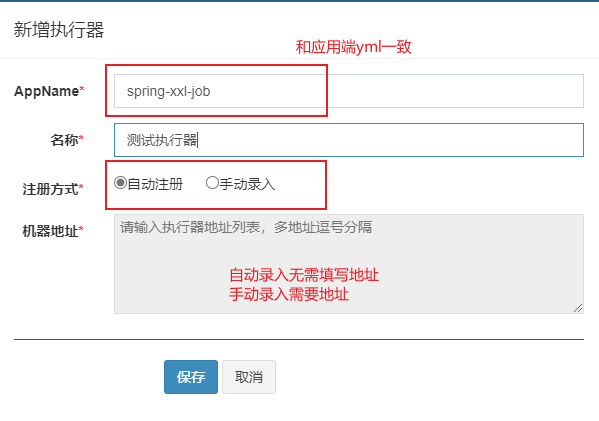 新增执行器
和应用端yml一致
AppName* spring-xxl-job
名称* 测试执行器
注册方式* 自动注册 手动录入
机器地址* 请输入执行器地址列表，多地址逗号分隔
自动录入无需填写地址
手动录入需要地址
保存 取消